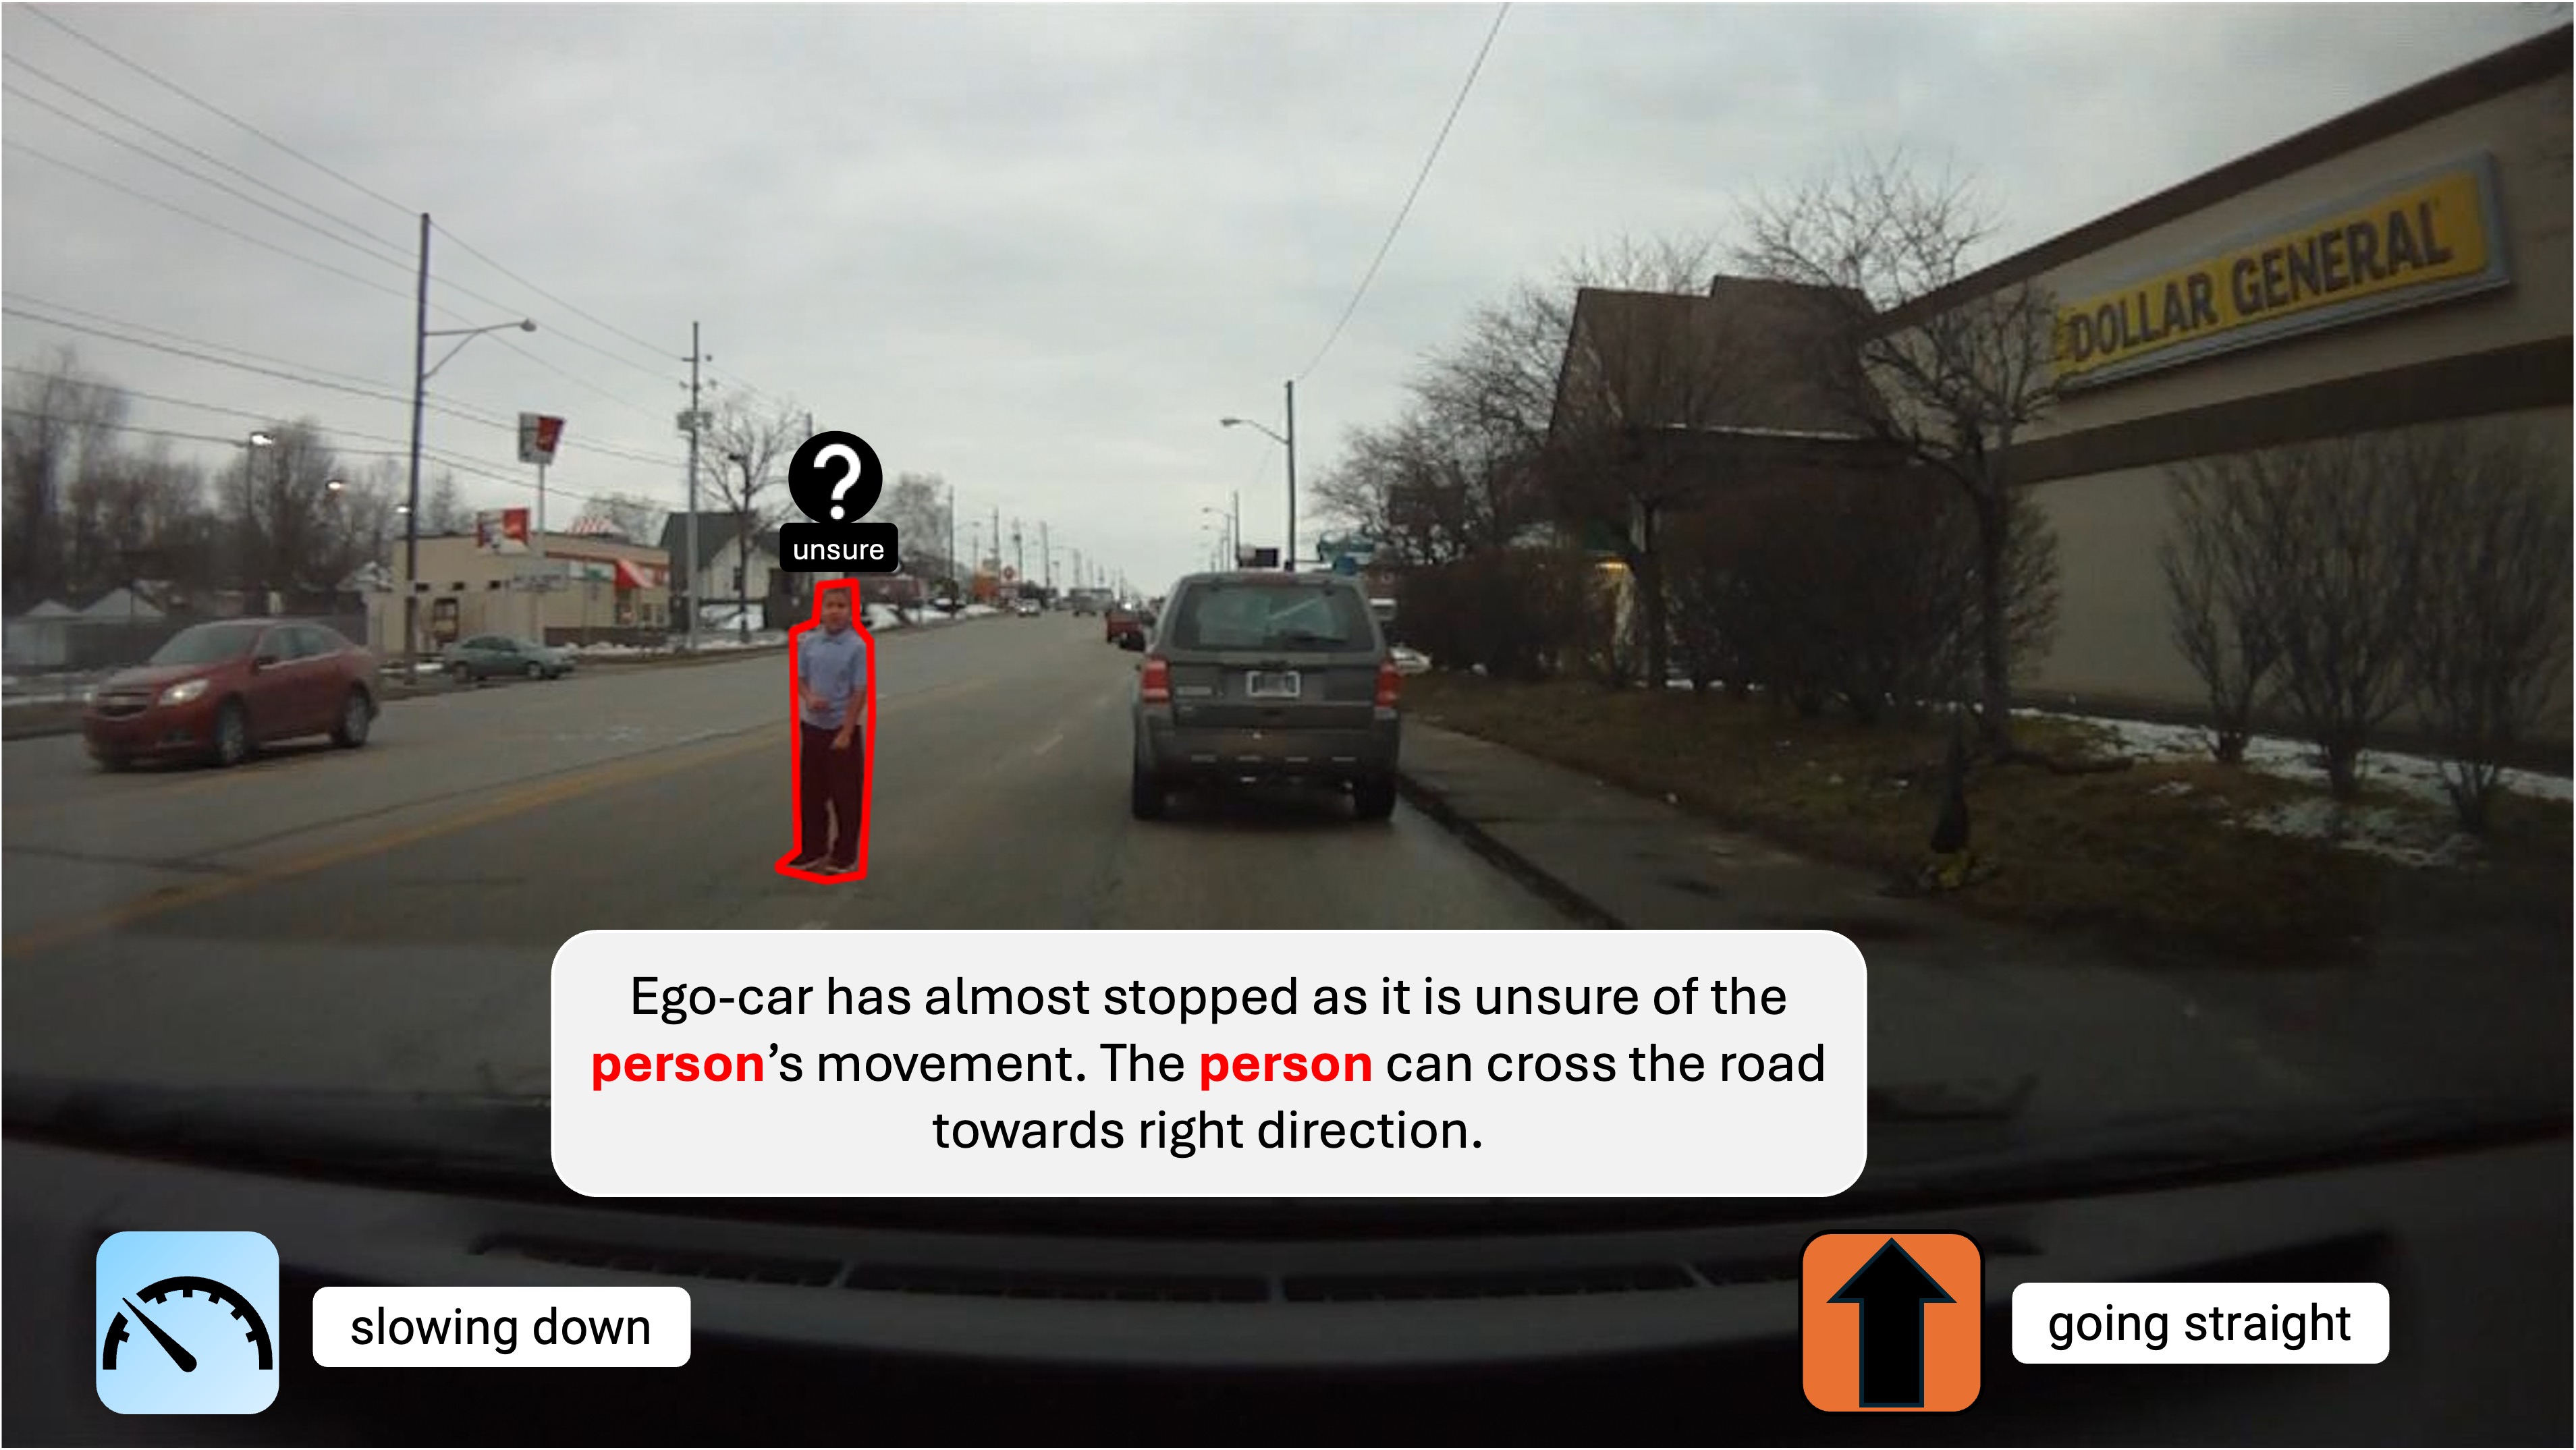 DOLLAR GENERAL
?
unsure
Ego-car has almost stopped as it is unsure of the
person’s movement. The person can cross the road
towards right direction.
slowing down
going straight